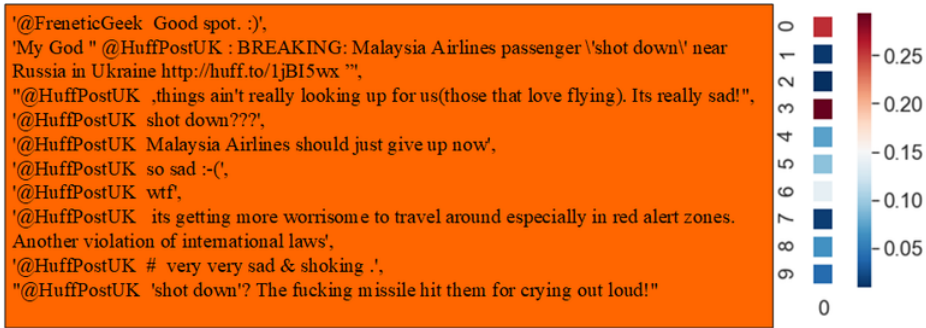 '@FreneticGeek Good spot. :)',
'My God " @HuffPostUK : BREAKING: Malaysia Airlines passenger \'shot down\' near
Russia in Ukraine http://huff.to/1jBI5wx ”',
"@HuffPostUK ,things ain't really looking up for us(those that love flying). Its really sad!",
'@HuffPostUK shot down???',
'@HuffPostUK Malaysia Airlines should just give up now',
'@HuffPostUK so sad :-(',
'@HuffPostUK wtf',
'@HuffPostUK its getting more worrisome to travel around especially in red alert zones.
Another violation of international laws',
'@HuffPostUK # very very sad & shoking .',
"@HuffPostUK 'shot down'? The fucking missile hit them for crying out loud!"
0
1
2
3
4
5
6
7
8
9
0
0.25
0.20
0.15
0.10
0.05